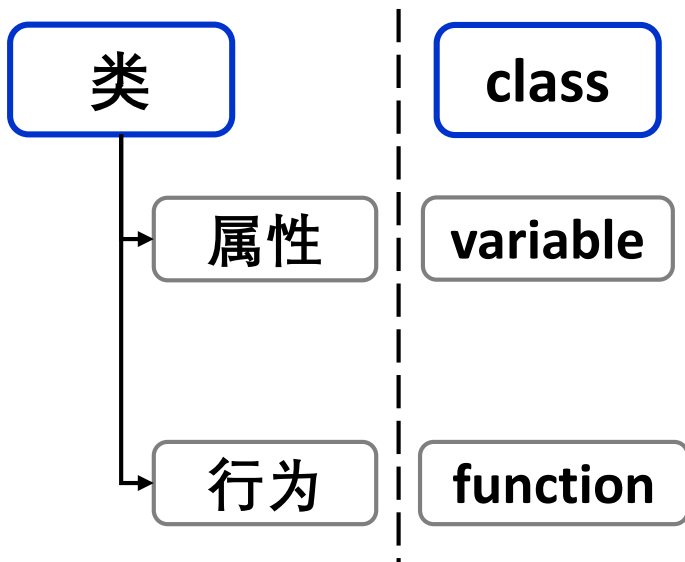 类
class
属性
variable
行为
function